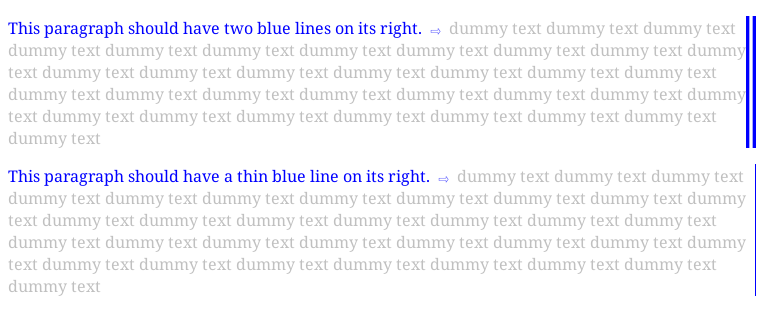 This paragraph should have two blue lines on its right. ⇨ dummy text dummy text dummy text
dummy text dummy text dummy text dummy text dummy text dummy text dummy text dummy
text dummy text dummy text dummy text dummy text dummy text dummy text dummy text
dummy text dummy text dummy text dummy text dummy text dummy text dummy text dummy
text dummy text dummy text dummy text dummy text dummy text dummy text dummy text
dummy text
This paragraph should have a thin blue line on its right. ⇨ dummy text dummy text dummy text
dummy text dummy text dummy text dummy text dummy text dummy text dummy text dummy
text dummy text dummy text dummy text dummy text dummy text dummy text dummy text
dummy text dummy text dummy text dummy text dummy text dummy text dummy text dummy
text dummy text dummy text dummy text dummy text dummy text dummy text dummy text
dummy text